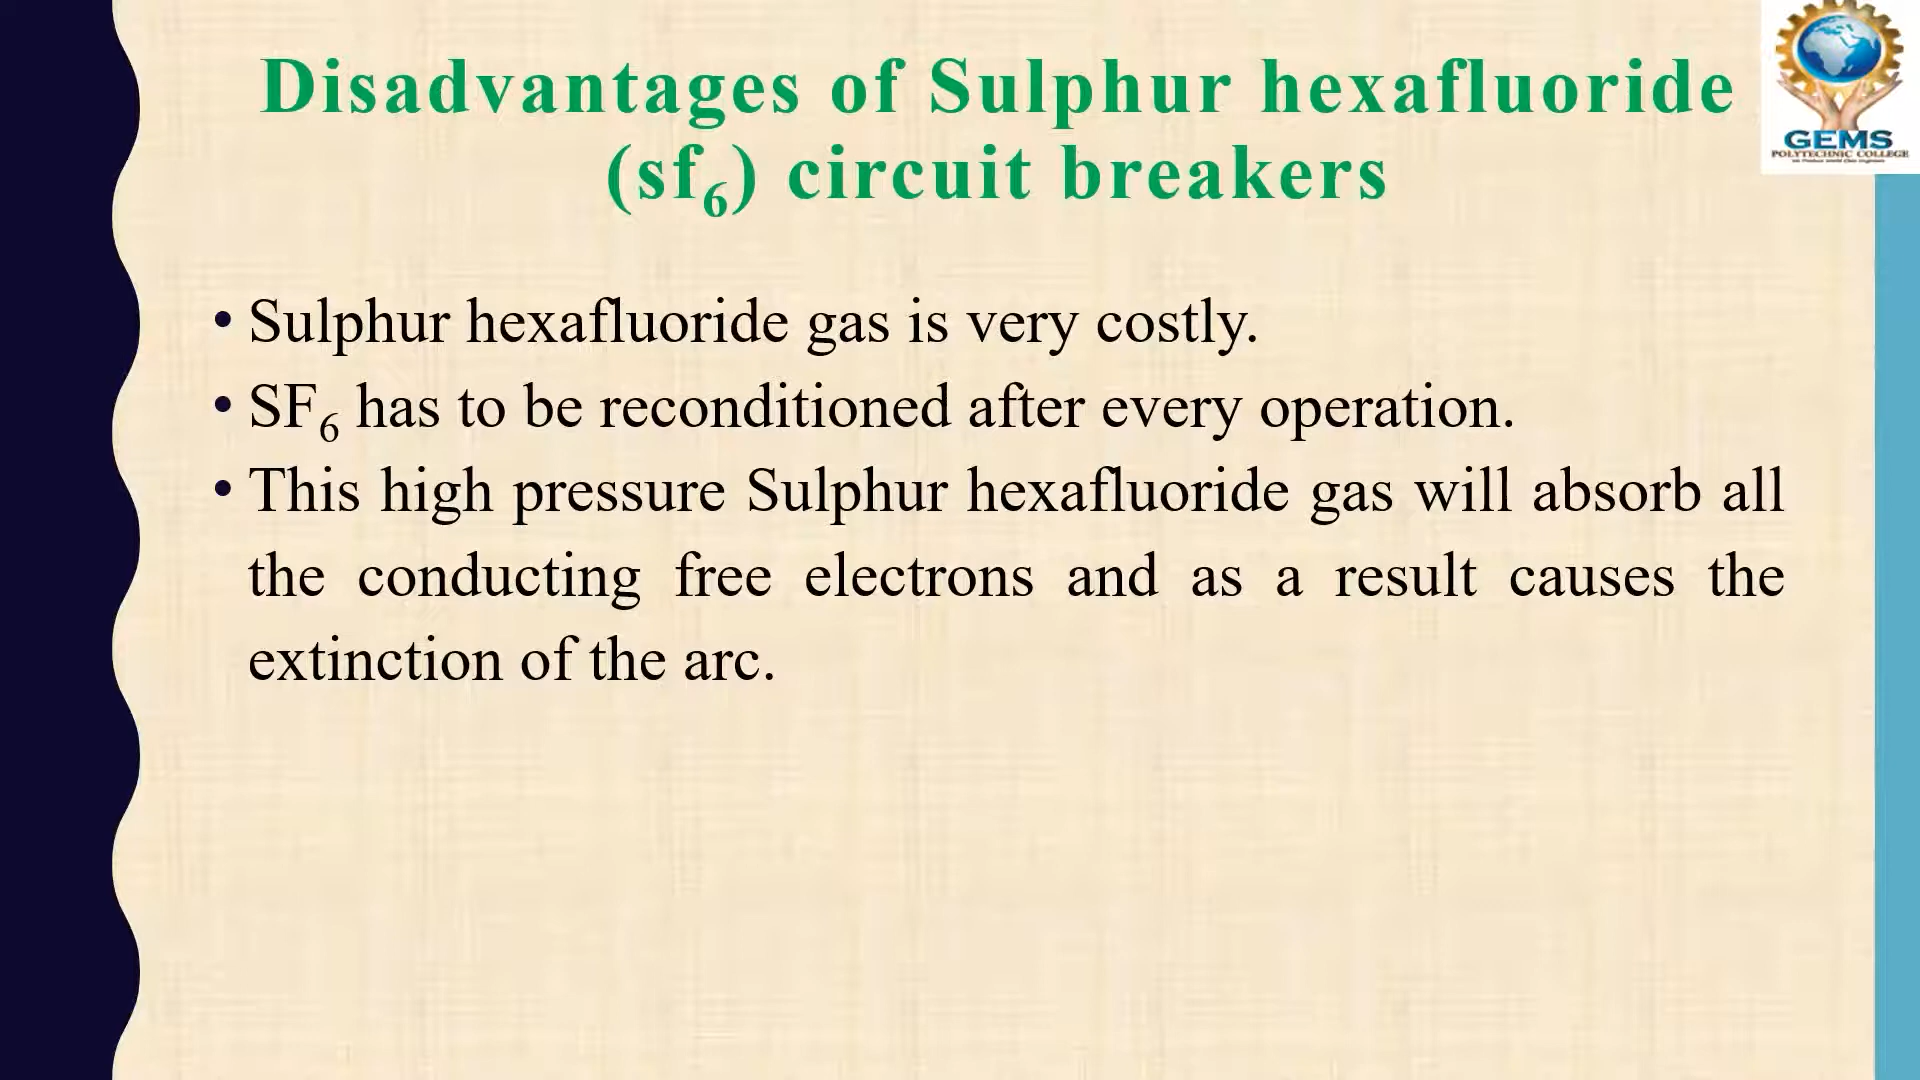 Disadvantages of Sulphur hexafluoride
(sf₆) circuit breakers
GEMS
POLYTECHNIC COLLEGE
• Sulphur hexafluoride gas is very costly.
• SF₆ has to be reconditioned after every operation.
• This high pressure Sulphur hexafluoride gas will absorb all
the conducting free electrons and as a result causes the
extinction of the arc.